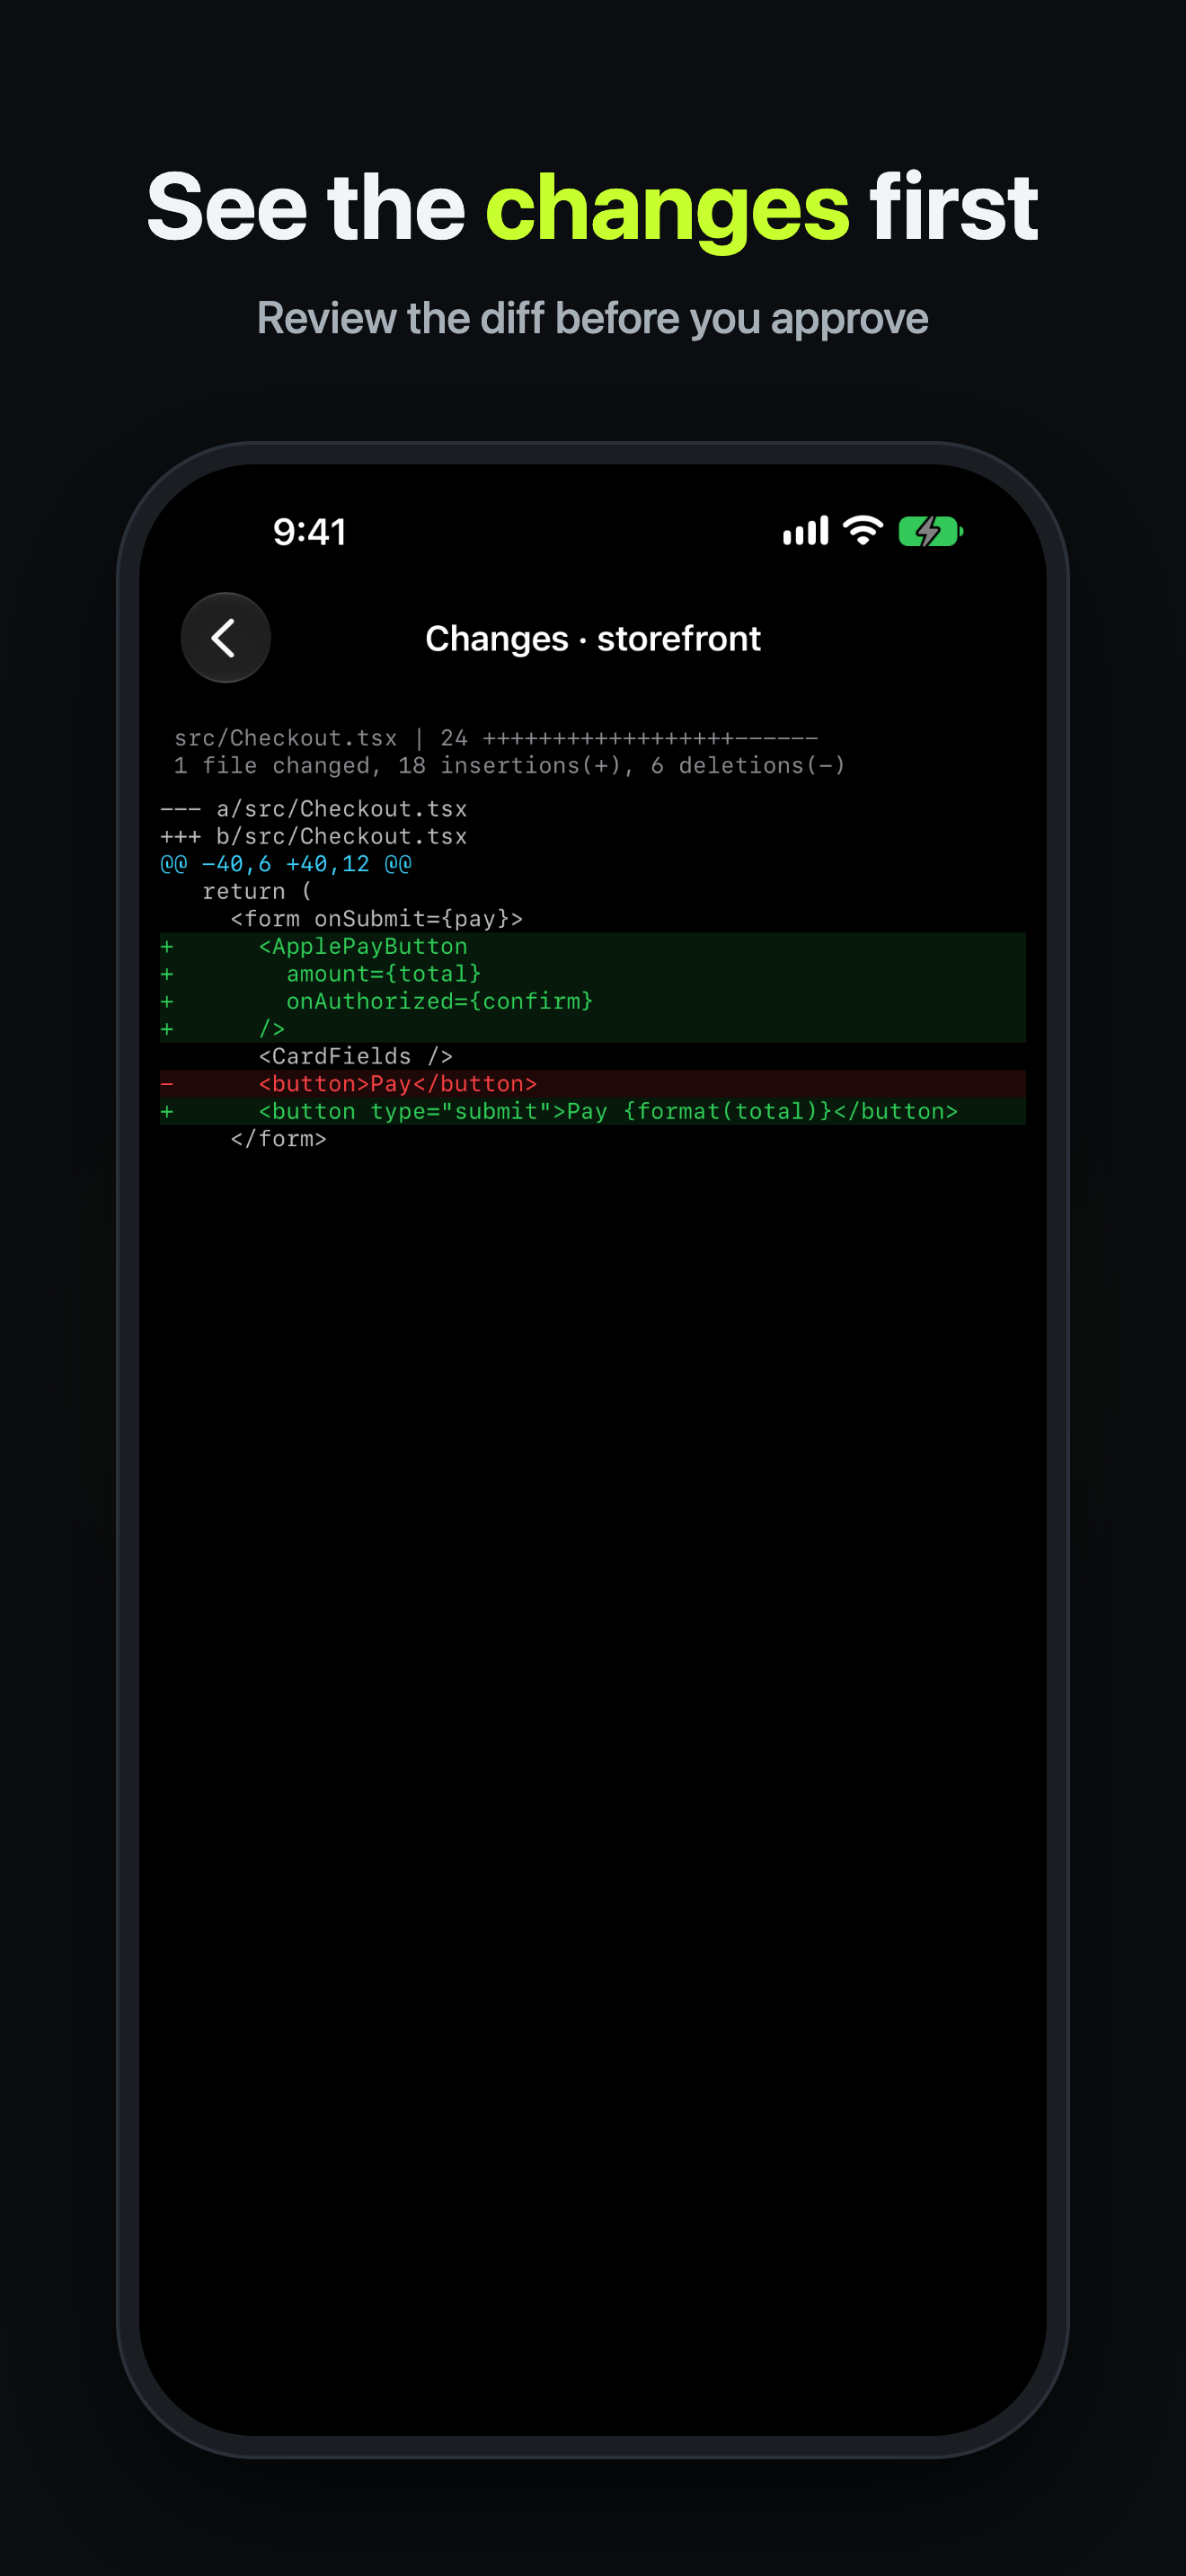 See the changes first
Review the diff before you approve
9:41
Changes · storefront
src/Checkout.tsx | 24 ++++++++++++++++++------
1 file changed, 18 insertions(+), 6 deletions(-)
--- a/src/Checkout.tsx
+++ b/src/Checkout.tsx
@@ -40,6 +40,12 @@
return (
<form onSubmit={pay}>
+ <ApplePayButton
+ amount={total}
+ onAuthorized={confirm}
+ />
<CardFields />
- <button>Pay</button>
+ <button type="submit">Pay {format(total)}</button>
</form>